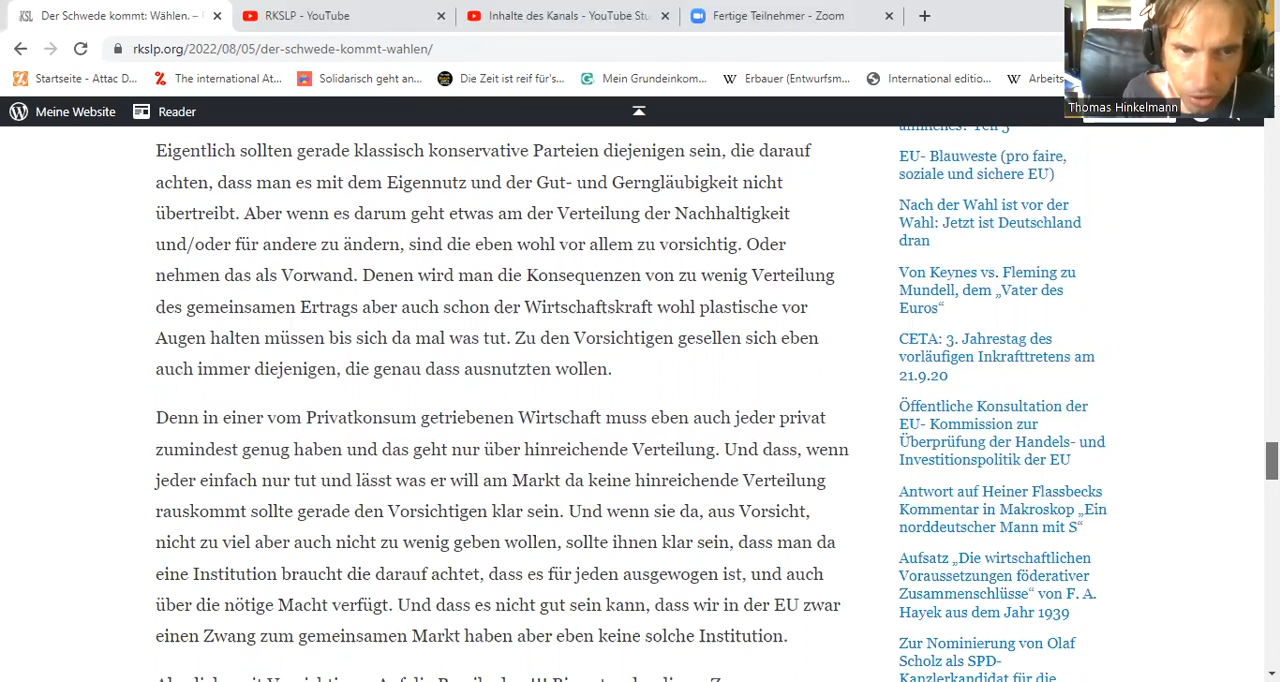 Der Schwede kommt: Wählen. –
RKSLP - YouTube
Inhalte des Kanals - YouTube Stu
Fertige Teilnehmer - Zoom
rkslp.org/2022/08/05/der-schwede-kommt-wahlen/
Startseite - Attac D...
The international At...
Solidarisch geht an...
Die Zeit ist reif für's...
Mein Grundeinkom...
Erbauer (Entwurfsm...
International editio...
Arbeits
Thomas Hinkelmann
Meine Website
Reader
Eigentlich sollten gerade klassisch konservative Parteien diejenigen sein, die darauf
achten, dass man es mit dem Eigennutz und der Gut- und Gerngläubigkeit nicht
übertreibt. Aber wenn es darum geht etwas am der Verteilung der Nachhaltigkeit
und/oder für andere zu ändern, sind die eben wohl vor allem zu vorsichtig. Oder
nehmen das als Vorwand. Denen wird man die Konsequenzen von zu wenig Verteilung
des gemeinsamen Ertrags aber auch schon der Wirtschaftskraft wohl plastische vor
Augen halten müssen bis sich da mal was tut. Zu den Vorsichtigen gesellen sich eben
auch immer diejenigen, die genau dass ausnutzten wollen.
Denn in einer vom Privatkonsum getriebenen Wirtschaft muss eben auch jeder privat
zumindest genug haben und das geht nur über hinreichende Verteilung. Und dass, wenn
jeder einfach nur tut und lässt was er will am Markt da keine hinreichende Verteilung
rauskommt sollte gerade den Vorsichtigen klar sein. Und wenn sie da, aus Vorsicht,
nicht zu viel aber auch nicht zu wenig geben wollen, sollte ihnen klar sein, dass man da
eine Institution braucht die darauf achtet, dass es für jeden ausgewogen ist, und auch
über die nötige Macht verfügt. Und dass es nicht gut sein kann, dass wir in der EU zwar
einen Zwang zum gemeinsamen Markt haben aber eben keine solche Institution.
EU- Blauweste (pro faire,
soziale und sichere EU)
Nach der Wahl ist vor der
Wahl: Jetzt ist Deutschland
dran
Von Keynes vs. Fleming zu
Mundell, dem „Vater des
Euros“
CETA: 3. Jahrestag des
vorläufigen Inkrafttretens am
21.9.20
Öffentliche Konsultation der
EU- Kommission zur
Überprüfung der Handels- und
Investitionspolitik der EU
Antwort auf Heiner Flassbecks
Kommentar in Makroskop „Ein
norddeutscher Mann mit S“
Aufsatz „Die wirtschaftlichen
Voraussetzungen föderativer
Zusammenschlüsse“ von F. A.
Hayek aus dem Jahr 1939
Zur Nominierung von Olaf
Scholz als SPD-
Kanzlerkandidat für die